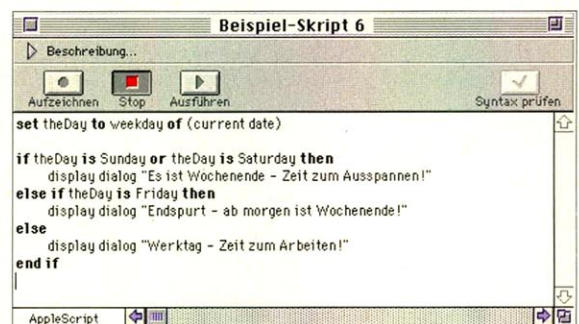 Beispiel-Skript 6
Beschreibung...
Aufzeichnen Stop Ausführen Syntax prüfen
set theDay to weekday of (current date)
if theDay is Sunday or theDay is Saturday then
display dialog "Es ist Wochenende - Zeit zum Ausspannen!"
else if theDay is Friday then
display dialog "Endspurt - ab morgen ist Wochenende!"
else
display dialog "Werktag - Zeit zum Arbeiten!"
end if
AppleScript